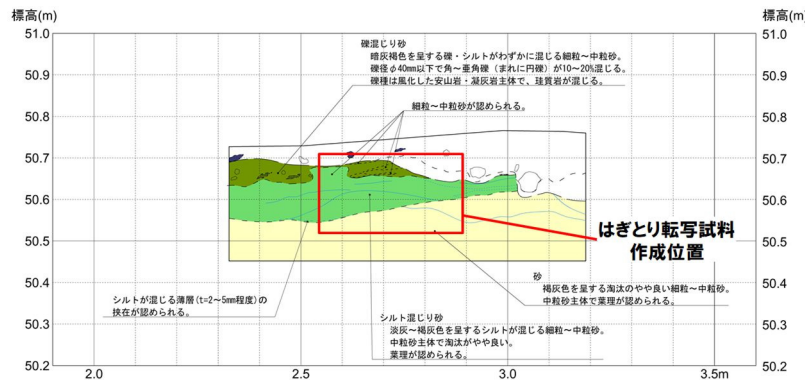 標高(m)
標高(m)
51.0
51.0
50.9
50.9
50.8
50.8
50.7
50.7
50.6
50.6
50.5
50.5
50.4
50.4
50.3
50.3
50.2
50.2
礫混じり砂
暗灰褐色を呈する礫・シルトがわずかに混じる細粒～中粒砂。
礫径φ40mm以下で角～亜角礫（まれに円礫）が10～20%混じる。
礫種は風化した安山岩・凝灰岩主体で、珪質岩が混じる。
細粒～中粒砂が認められる。
はぎとり転写試料
作成位置
砂
褐灰色を呈する淘汰のやや良い細粒～中粒砂。
中粒砂主体で葉理が認められる。
シルトが混じる薄層(t=2～5mm程度)の
挟在が認められる。
シルト混じり砂
淡灰～褐灰色を呈するシルトが混じる細粒～中粒砂。
中粒砂主体で淘汰がやや良い。
葉理が認められる。
2.0
2.5
3.0
3.5m